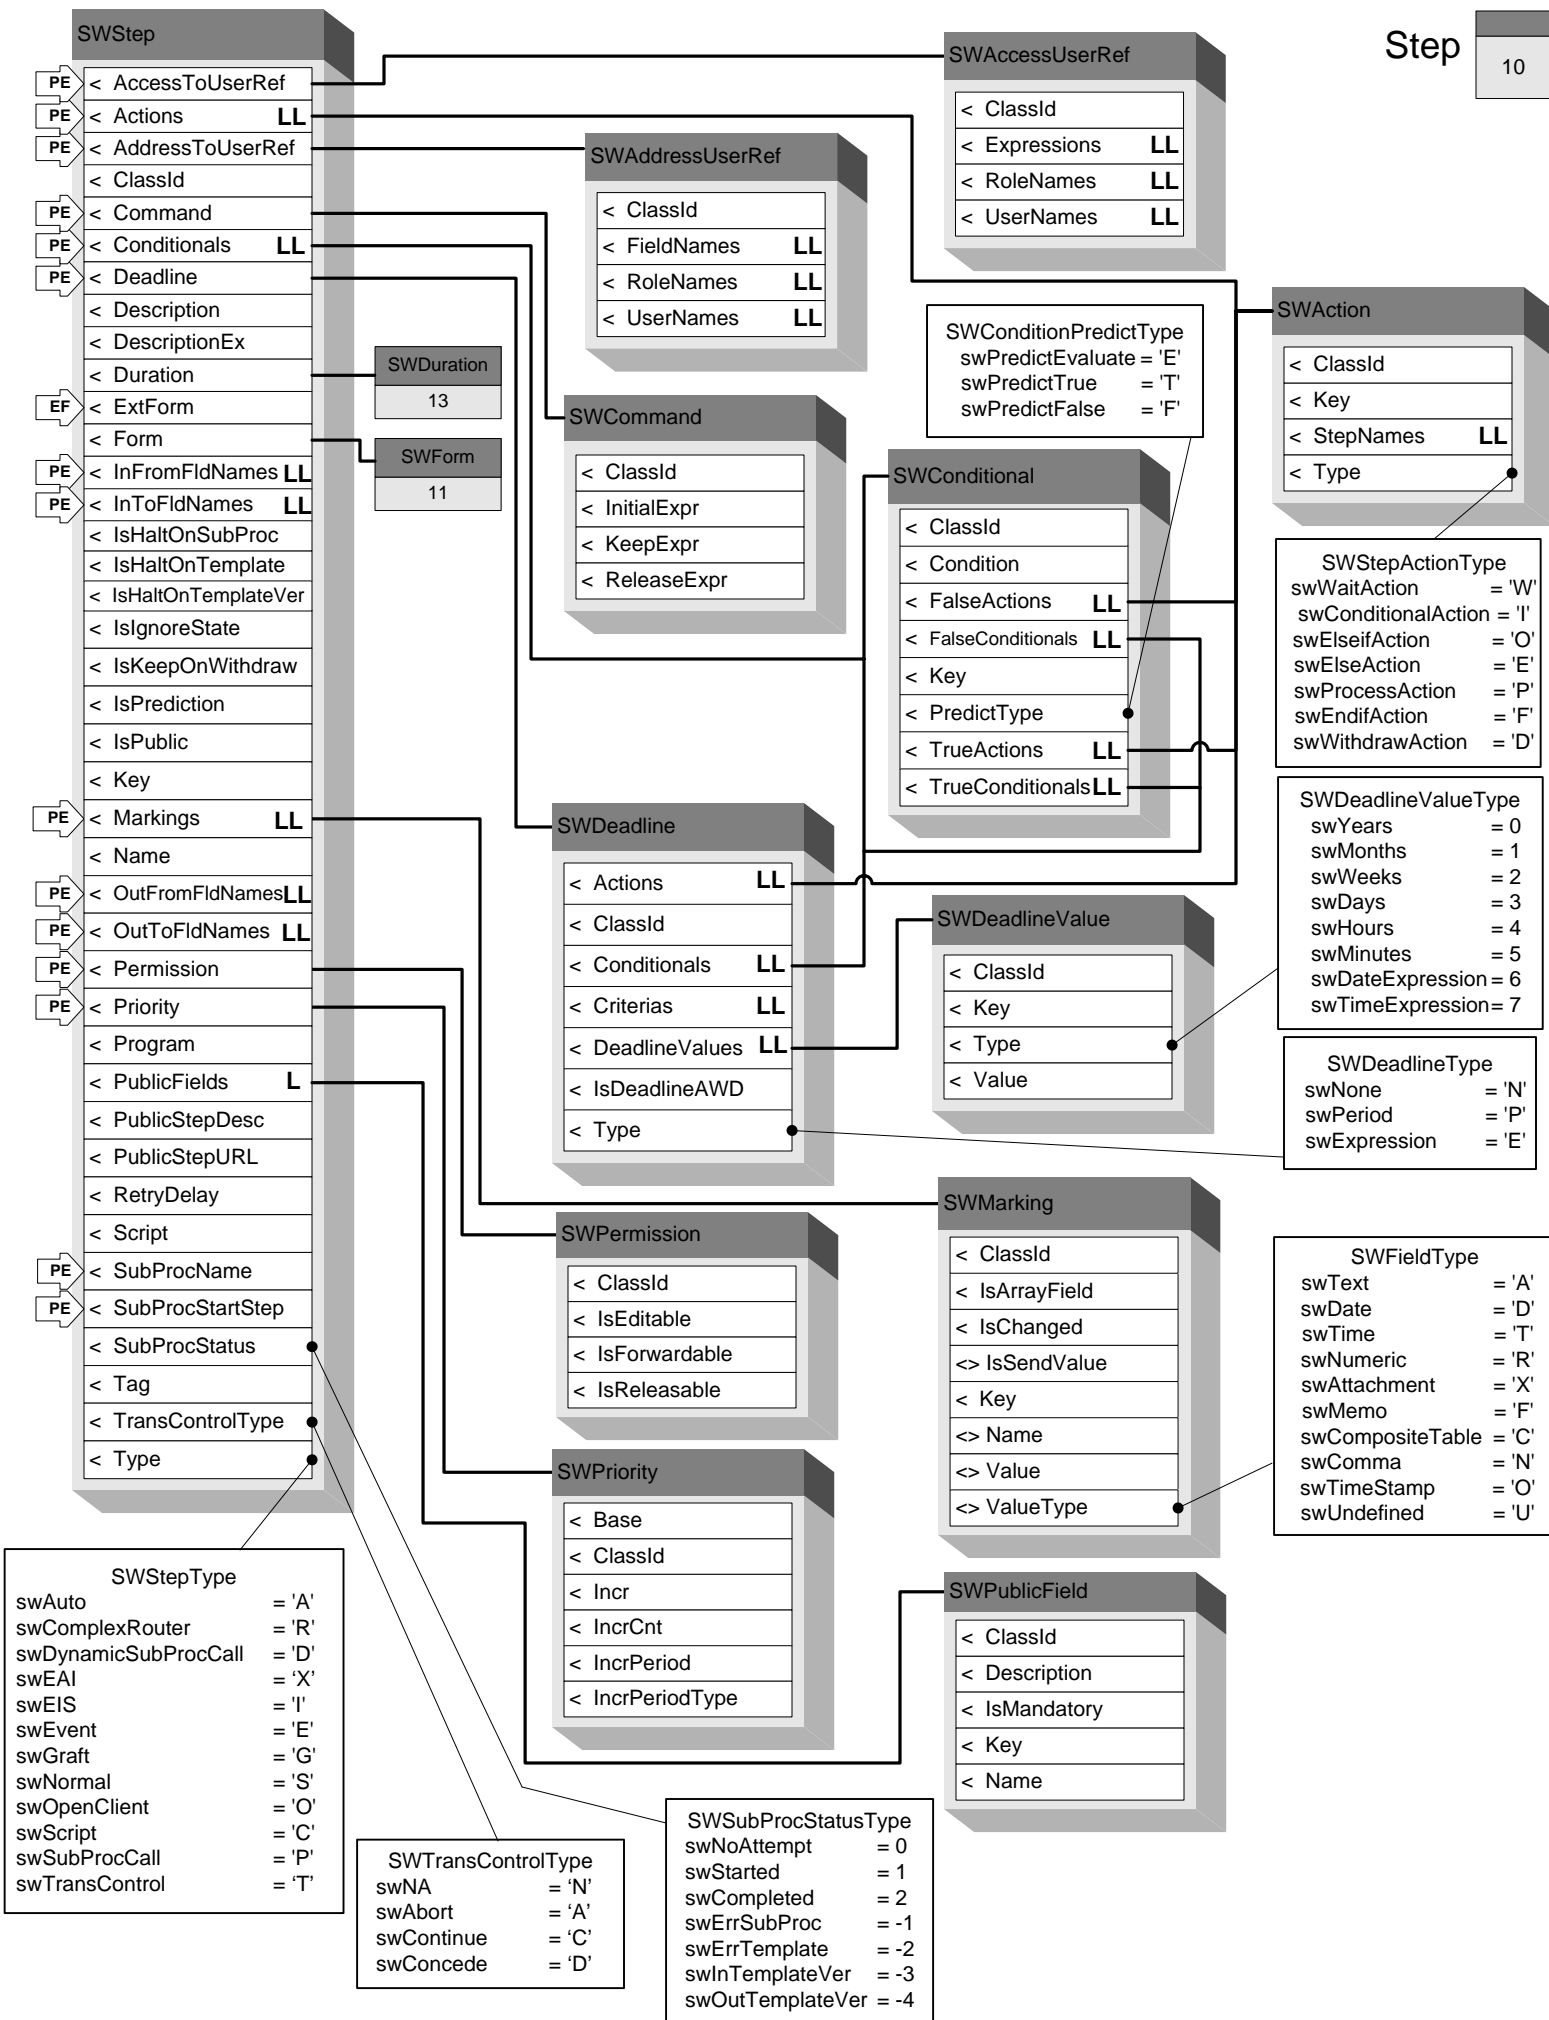 Step
10
SWStep
PE < AccessToUserRef
PE < Actions LL
PE < AddressToUserRef
< ClassId
PE < Command
PE < Conditionals LL
PE < Deadline
< Description
< DescriptionEx
< Duration
EF < ExtForm
< Form
PE < InFromFldNames LL
PE < InToFldNames LL
< IsHaltOnSubProc
< IsHaltOnTemplate
< IsHaltOnTemplateVer
< IsIgnoreState
< IsKeepOnWithdraw
< IsPrediction
< IsPublic
< Key
PE < Markings LL
< Name
PE < OutFromFldNames LL
PE < OutToFldNames LL
PE < Permission
PE < Priority
< Program
< PublicFields L
< PublicStepDesc
< PublicStepURL
< RetryDelay
< Script
PE < SubProcName
PE < SubProcStartStep
< SubProcStatus
< Tag
< TransControlType
< Type
SWAccessUserRef
< ClassId
< Expressions LL
< RoleNames LL
< UserNames LL
SWAddressUserRef
< ClassId
< FieldNames LL
< RoleNames LL
< UserNames LL
SWDuration
13
SWForm
11
SWCommand
< ClassId
< InitialExpr
< KeepExpr
< ReleaseExpr
SWConditionPredictType
swPredictEvaluate = 'E'
swPredictTrue = 'T'
swPredictFalse = 'F'
SWAction
< ClassId
< Key
< StepNames LL
< Type
SWConditional
< ClassId
< Condition
< FalseActions LL
< FalseConditionals LL
< Key
< PredictType
< TrueActions LL
< TrueConditionals LL
SWStepActionType
swWaitAction = 'W'
swConditionalAction = 'I'
swElseifAction = 'O'
swElseAction = 'E'
swProcessAction = 'P'
swEndifAction = 'F'
swWithdrawAction = 'D'
SWDeadlineValueType
swYears = 0
swMonths = 1
swWeeks = 2
swDays = 3
swHours = 4
swMinutes = 5
swDateExpression = 6
swTimeExpression = 7
SWDeadline
< Actions LL
< ClassId
< Conditionals LL
< Criterias LL
< DeadlineValues LL
< IsDeadlineAWD
< Type
SWDeadlineValue
< ClassId
< Key
< Type
< Value
SWDeadlineType
swNone = 'N'
swPeriod = 'P'
swExpression = 'E'
SWPermission
< ClassId
< IsEditable
< IsForwardable
< IsReleasable
SWMarking
< ClassId
< IsArrayField
< IsChanged
<> IsSendValue
< Key
<> Name
<> Value
<> ValueType
SWFieldType
swText = 'A'
swDate = 'D'
swTime = 'T'
swNumeric = 'R'
swAttachment = 'X'
swMemo = 'F'
swCompositeTable = 'C'
swComma = 'N'
swTimeStamp = 'O'
swUndefined = 'U'
SWPriority
< Base
< ClassId
< Incr
< IncrCnt
< IncrPeriod
< IncrPeriodType
SWPublicField
< ClassId
< Description
< IsMandatory
< Key
< Name
SWStepType
swAuto = 'A'
swComplexRouter = 'R'
swDynamicSubProcCall = 'D'
swEAI = ‘X’
swEIS = 'I'
swEvent = 'E'
swGraft = 'G'
swNormal = 'S'
swOpenClient = 'O'
swScript = 'C'
swSubProcCall = 'P'
swTransControl = ‘T’
SWTransControlType
swNA = ‘N’
swAbort = ‘A’
swContinue = ‘C’
swConcede = ‘D’
SWSubProcStatusType
swNoAttempt = 0
swStarted = 1
swCompleted = 2
swErrSubProc = -1
swErrTemplate = -2
swInTemplateVer = -3
swOutTemplateVer = -4